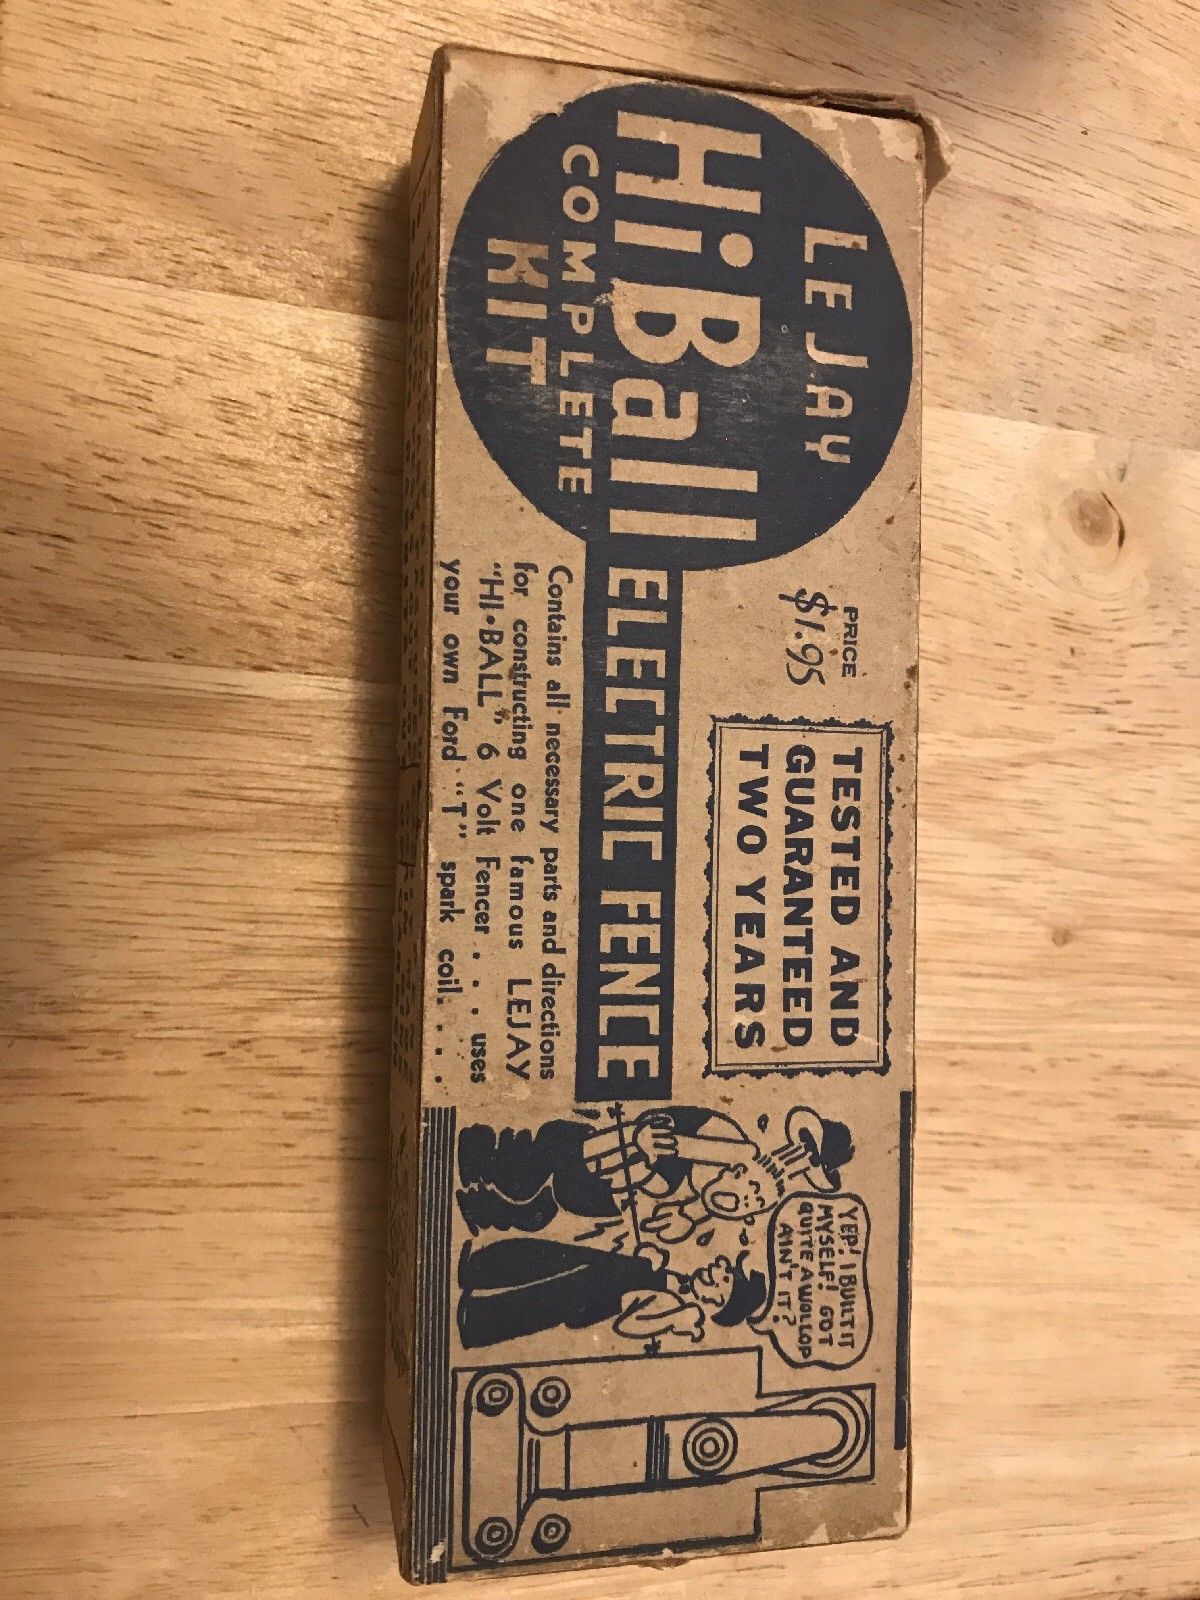 LEJAY
HiBall
COMPLETE
KIT
ELECTRIC FENCE
PRICE
$1.95
TESTED AND
GUARANTEED
TWO YEARS
Contains all necessary parts and directions
for constructing one famous LEJAY
"HI•BALL" 6 Volt Fencer . . . uses
your own Ford "T" spark coil. . . .
YEP! I BUILT IT
MYSELF! GOT
QUITE A WOLLOP
AIN'T IT?